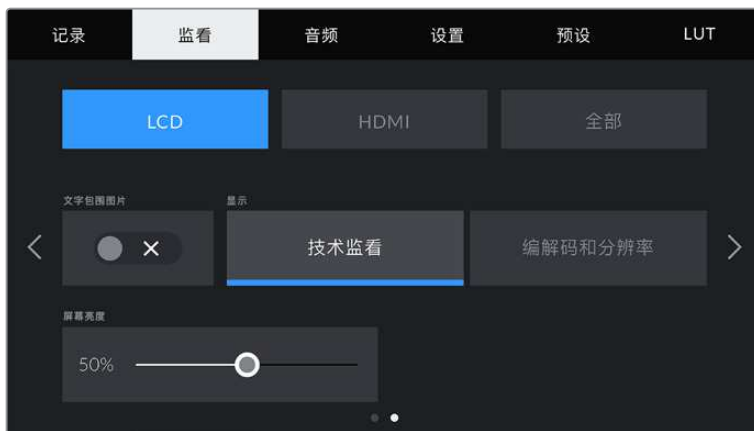 记录 监看 音频 设置 预设 LUT
LCD HDMI 全部
文字包围图片 显示
技术监看 编解码和分辨率
屏幕亮度
50%